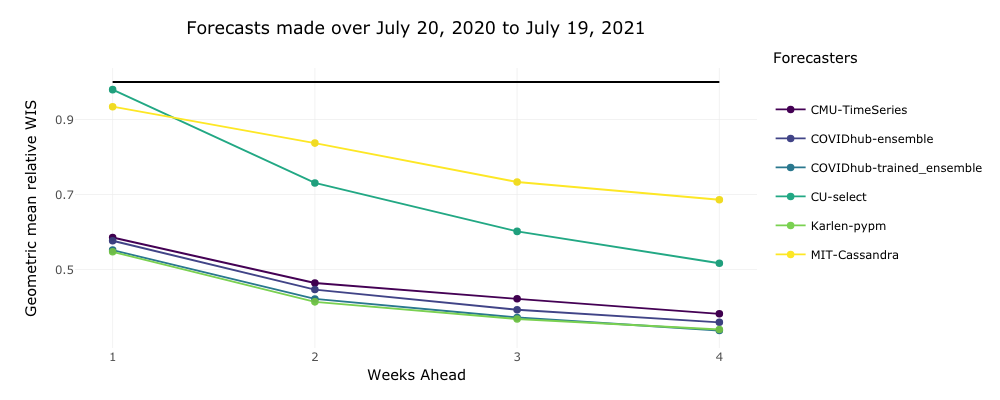 Forecasts made over July 20, 2020 to July 19, 2021
Forecasters
CMU-TimeSeries
COVIDhub-ensemble
COVIDhub-trained_ensemble
CU-select
Karlen-pypm
MIT-Cassandra
Geometric mean relative WIS
0.9
0.7
0.5
1
2
3
4
Weeks Ahead